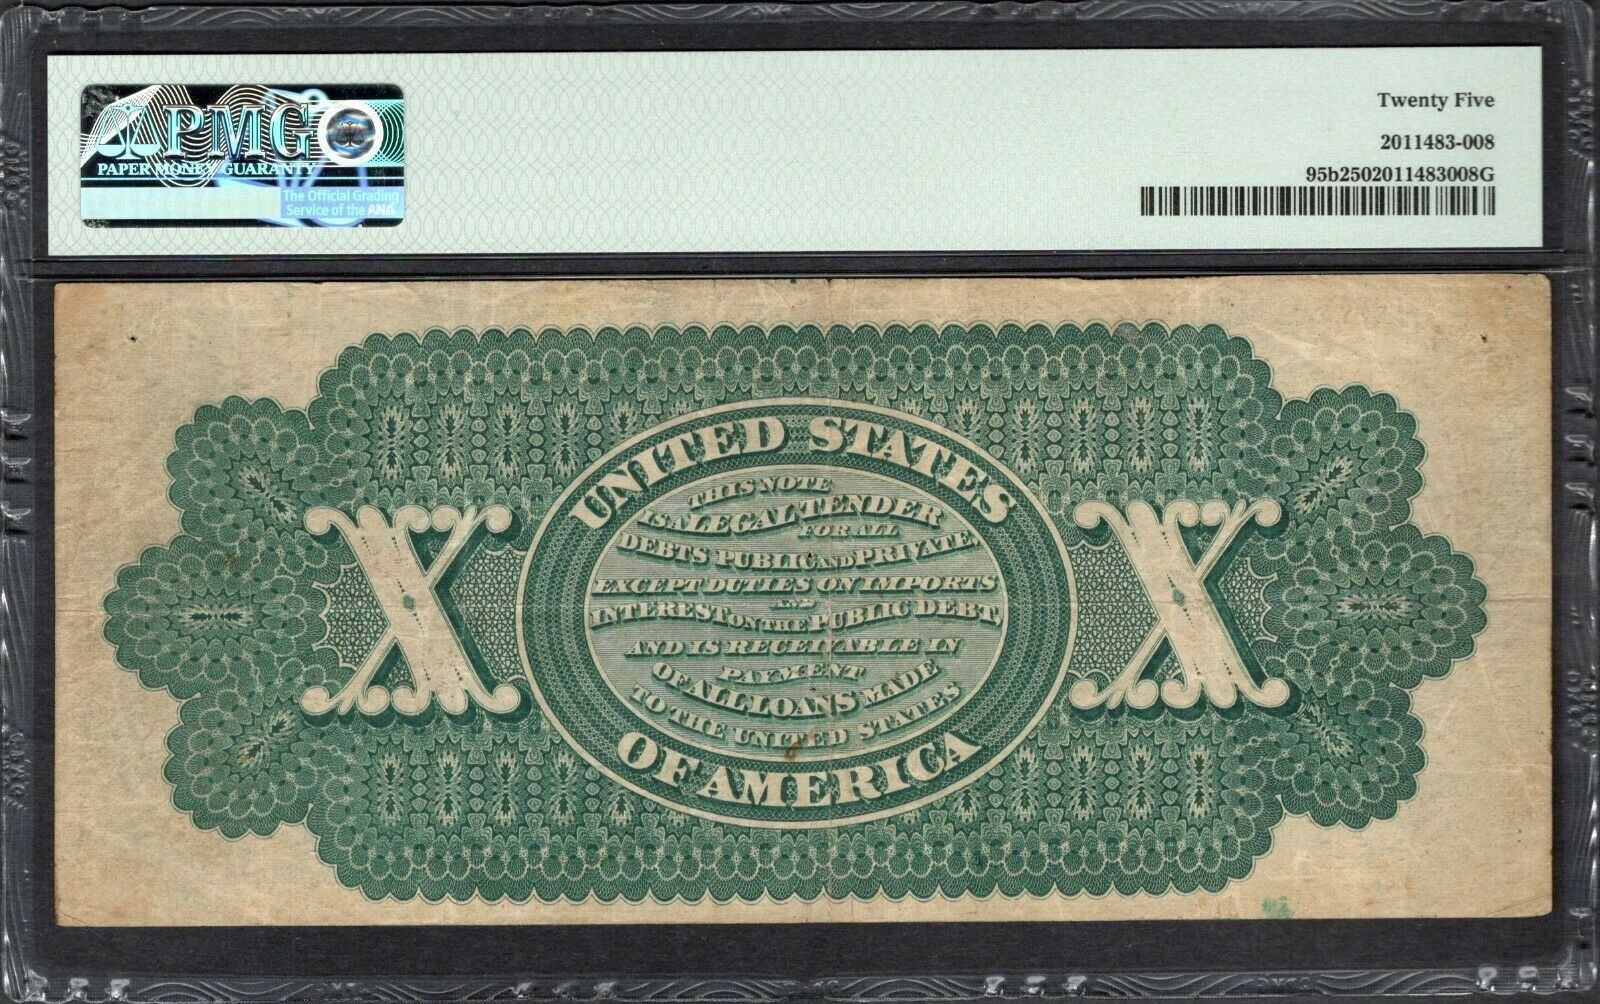 PMG
PAPER MONEY GUARANTY
The Official Grading
Service of the ANA
Twenty Five
2011483-008
95b2502011483008G
UNITED STATES
THIS NOTE
IS A LEGAL TENDER
FOR ALL
DEBTS PUBLIC AND PRIVATE,
EXCEPT DUTIES ON IMPORTS
AND
INTEREST ON THE PUBLIC DEBT,
AND IS RECEIVABLE IN
PAYMENT
OF ALL LOANS MADE
TO THE UNITED STATES
X X
OF AMERICA